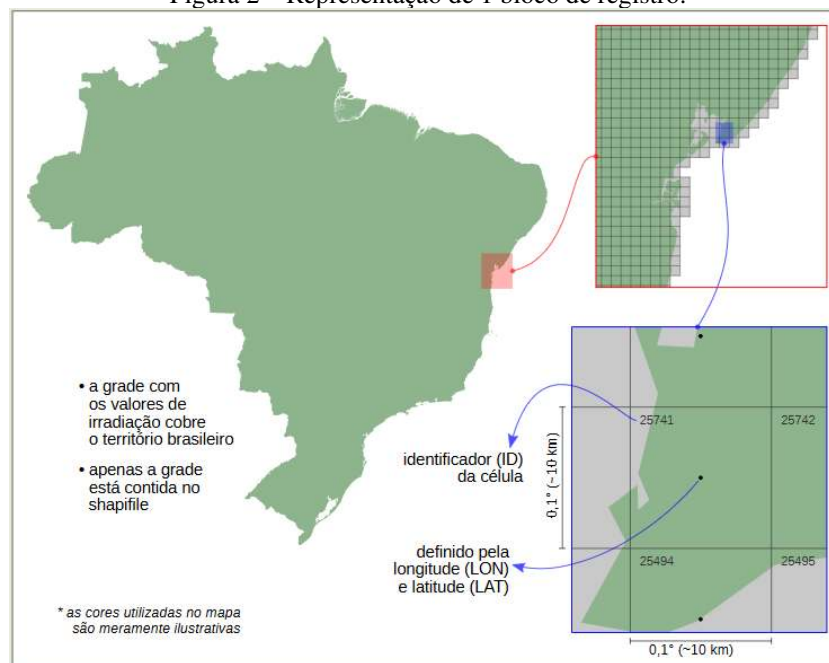 Figura 2 – Representação de 1 bloco de registro.
• a grade com
os valores de
irradiação cobre
o território brasileiro
• apenas a grade
está contida no
shapifile
* as cores utilizadas no mapa
são meramente ilustrativas
identificador (ID)
da célula
definido pela
longitude (LON)
e latitude (LAT)
25741
25742
0,1° (~10 km)
25494
25495
0,1° (~10 km)